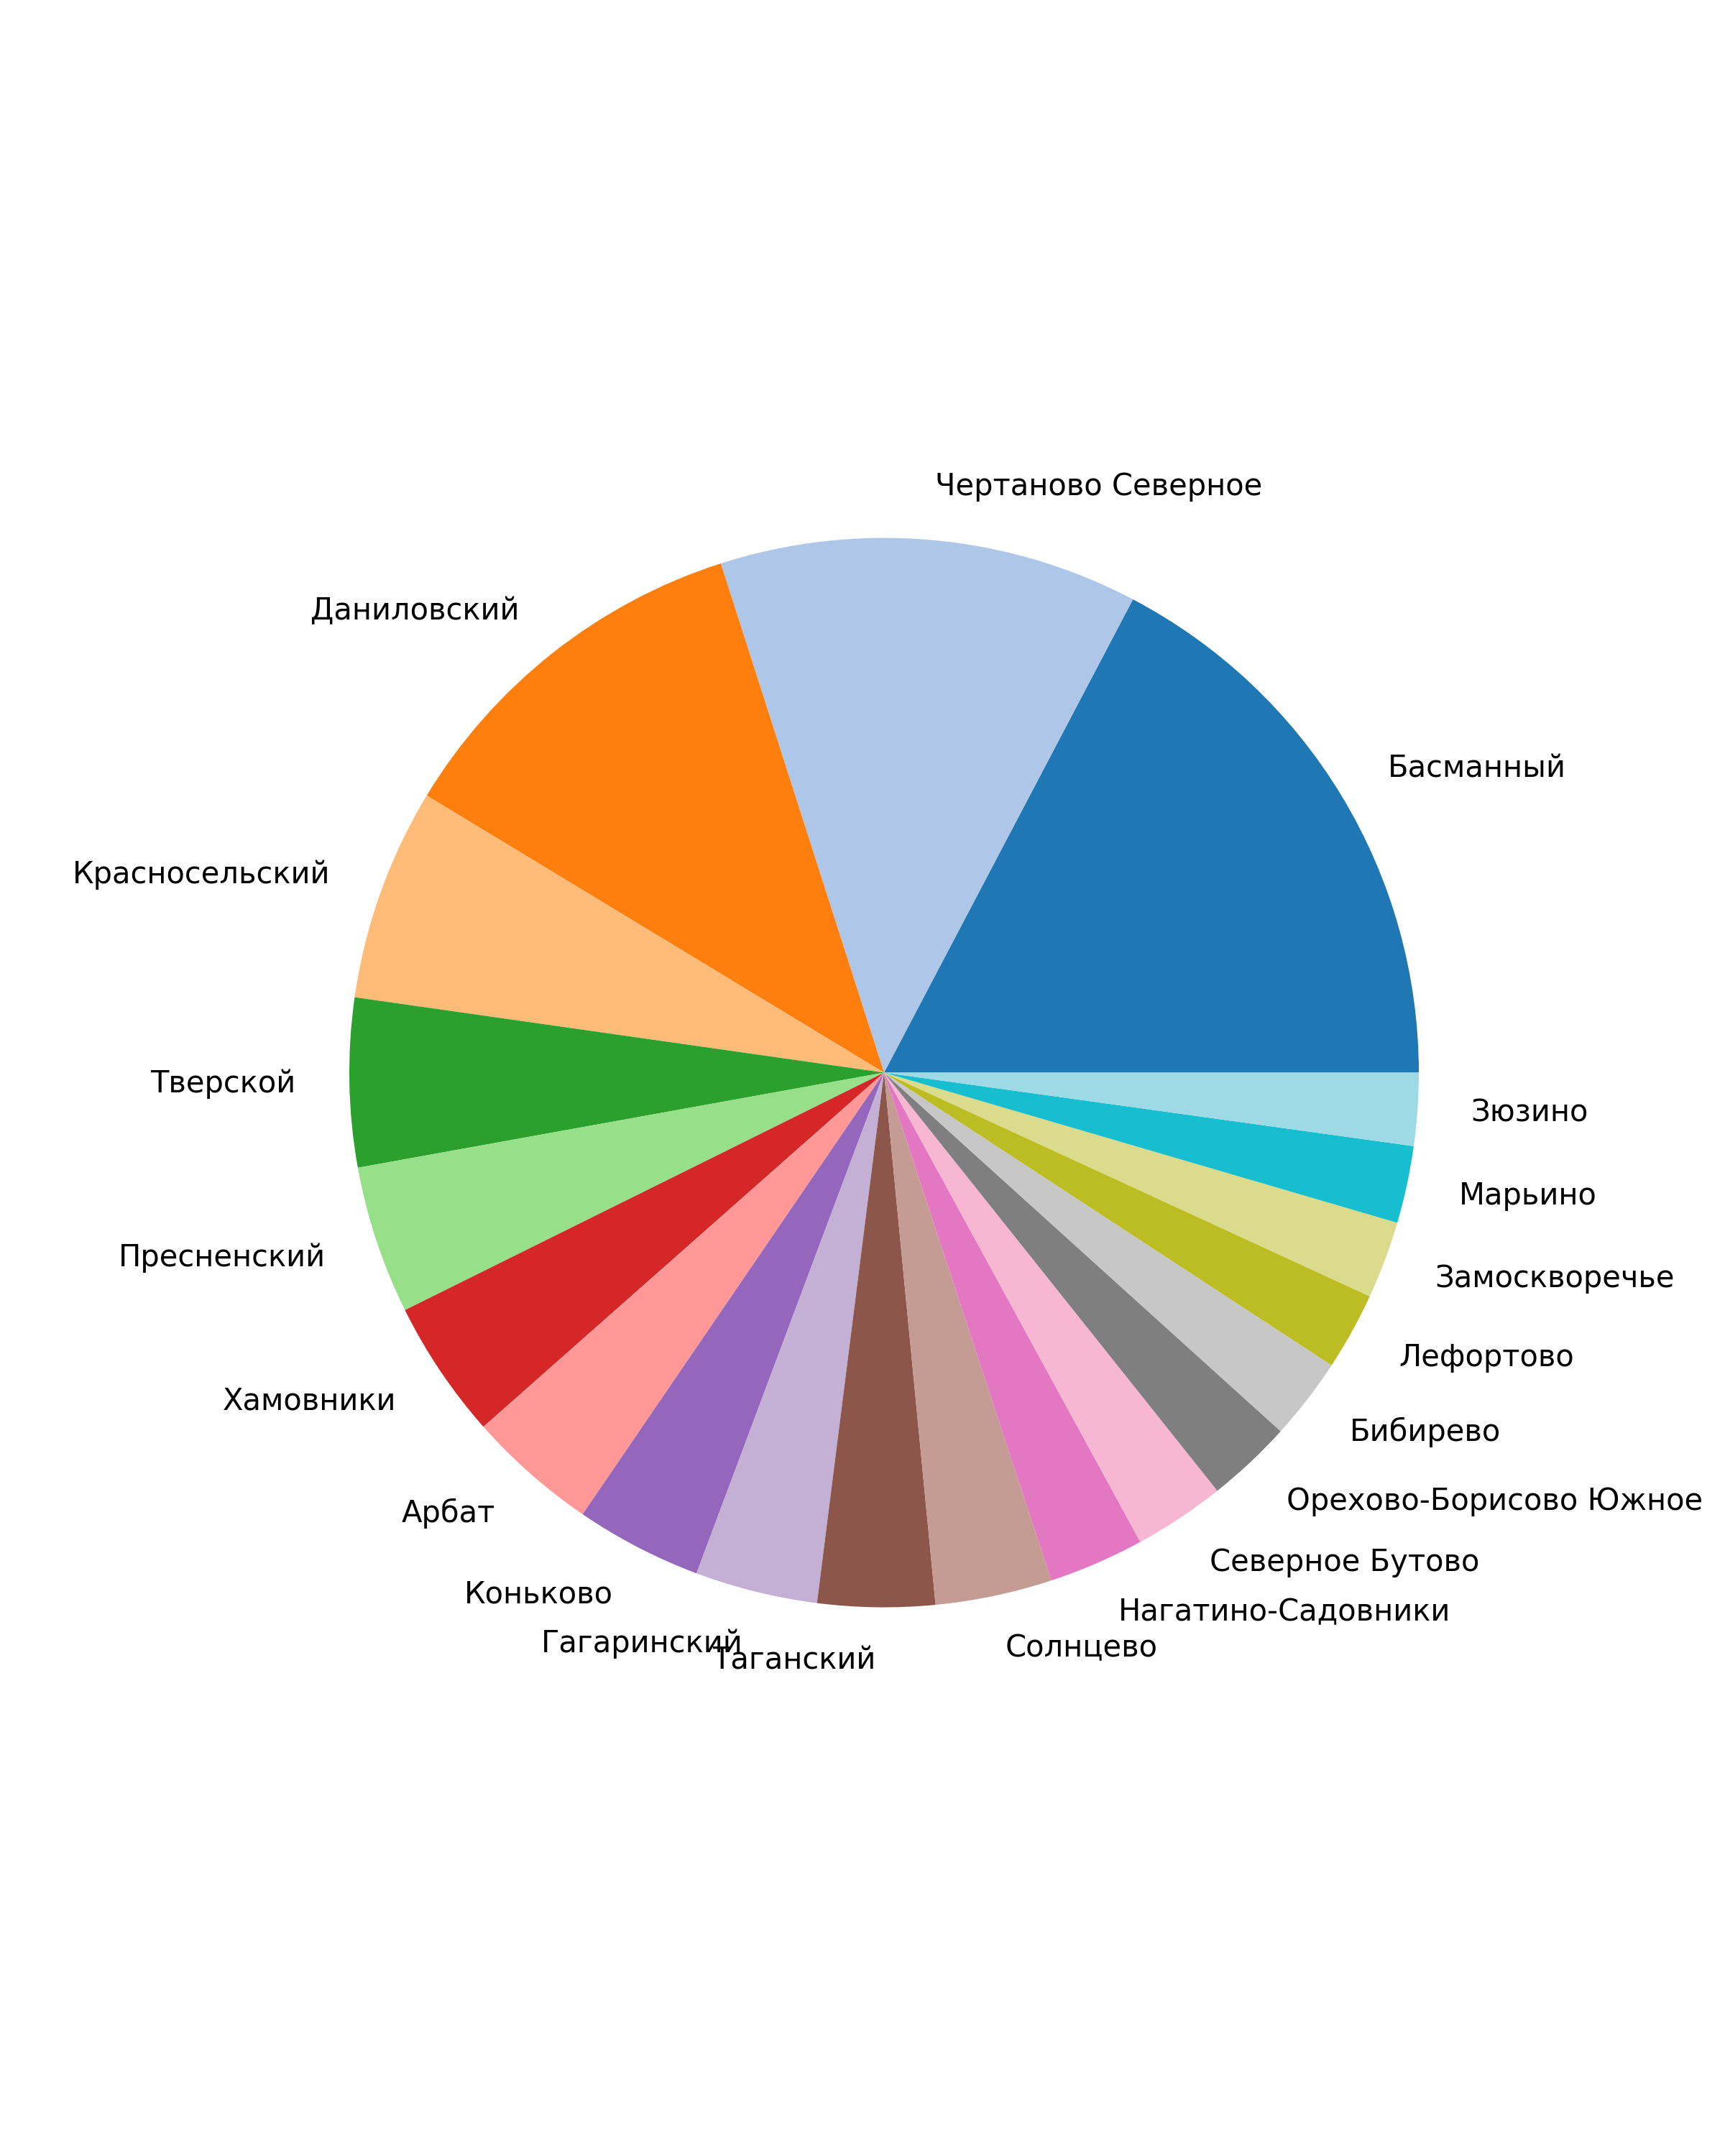 Чертаново Северное
Даниловский
Басманный
Красносельский
Тверской
Зюзино
Марьино
Пресненский
Замоскворечье
Лефортово
Хамовники
Бибирево
Орехово-Борисово Южное
Арбат
Северное Бутово
Коньково
Нагатино-Садовники
Гагаринский
Солнцево
Таганский